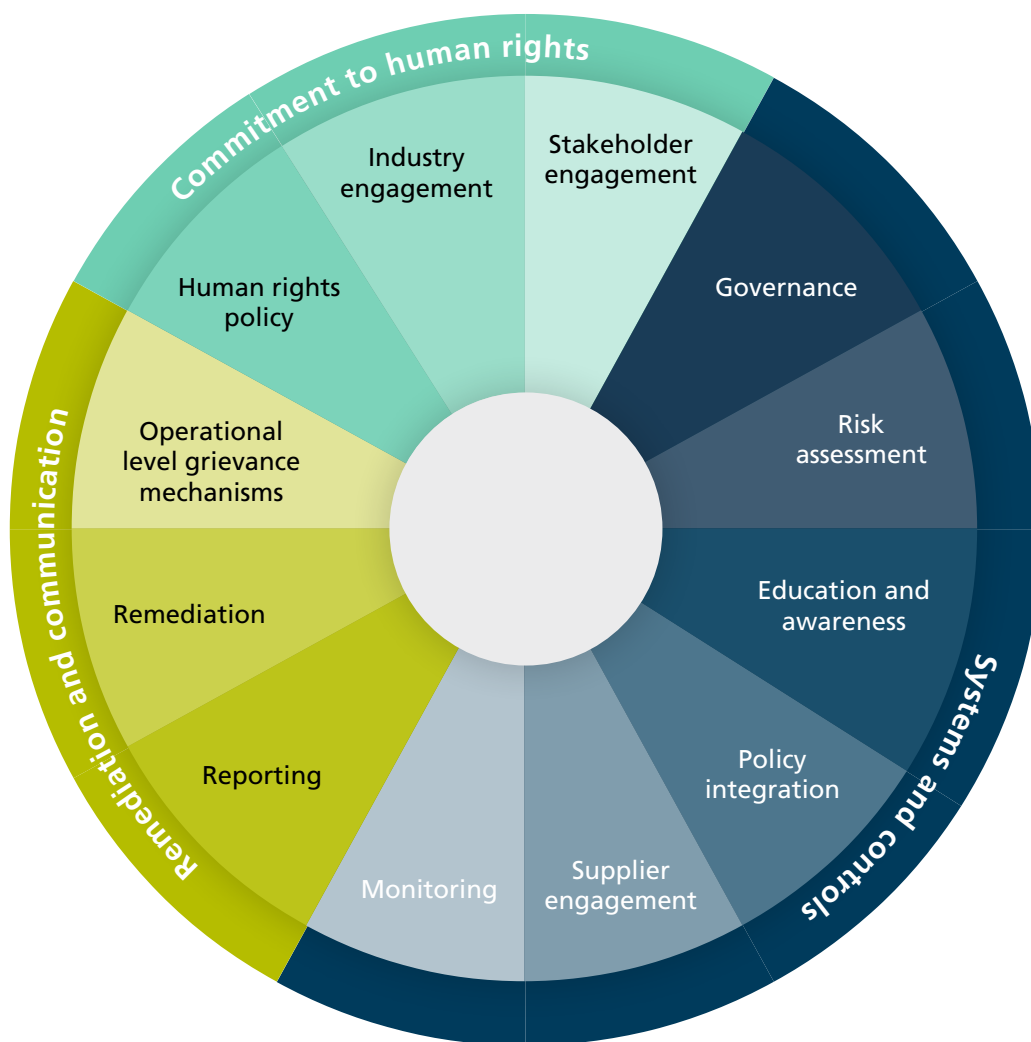 Commitment to human rights
Industry
engagement
Stakeholder
engagement
Human rights
policy
Governance
Operational
level grievance
mechanisms
Risk
assessment
Remediation and communication
Remediation
Education and
awareness
Systems and controls
Reporting
Policy
integration
Monitoring
Supplier
engagement